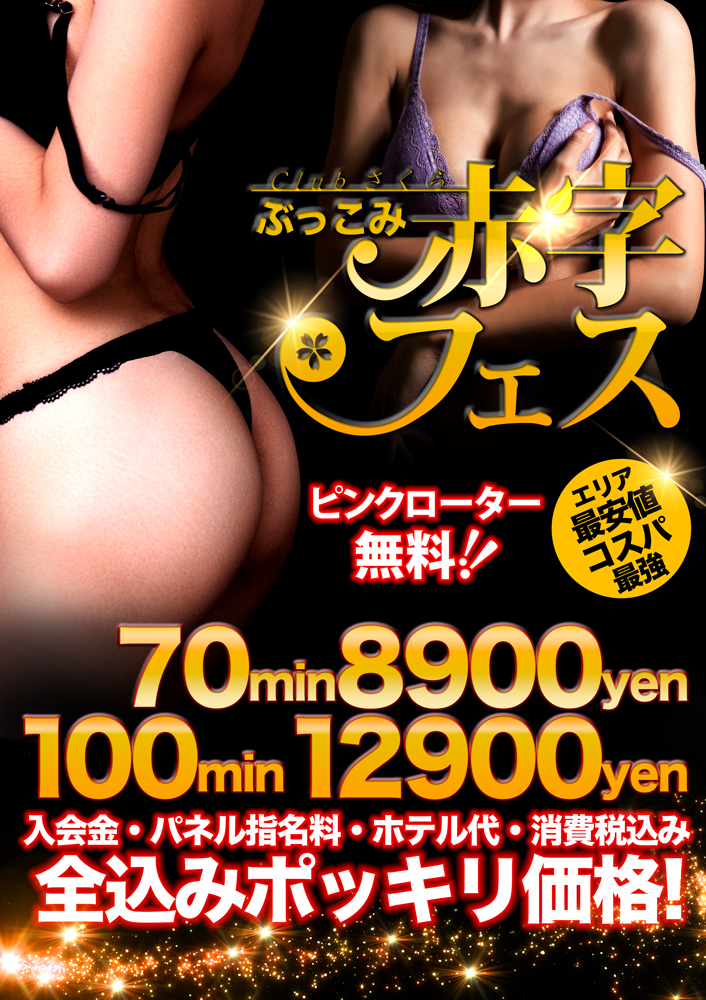 Club さくら
ぶっこみ赤字
フェス
ピンクローター
無料!!
エリア
最安値
コスパ
最強
70min8900yen
100min 12900yen
入会金・パネル指名料・ホテル代・消費税込み
全込みポッキリ価格!